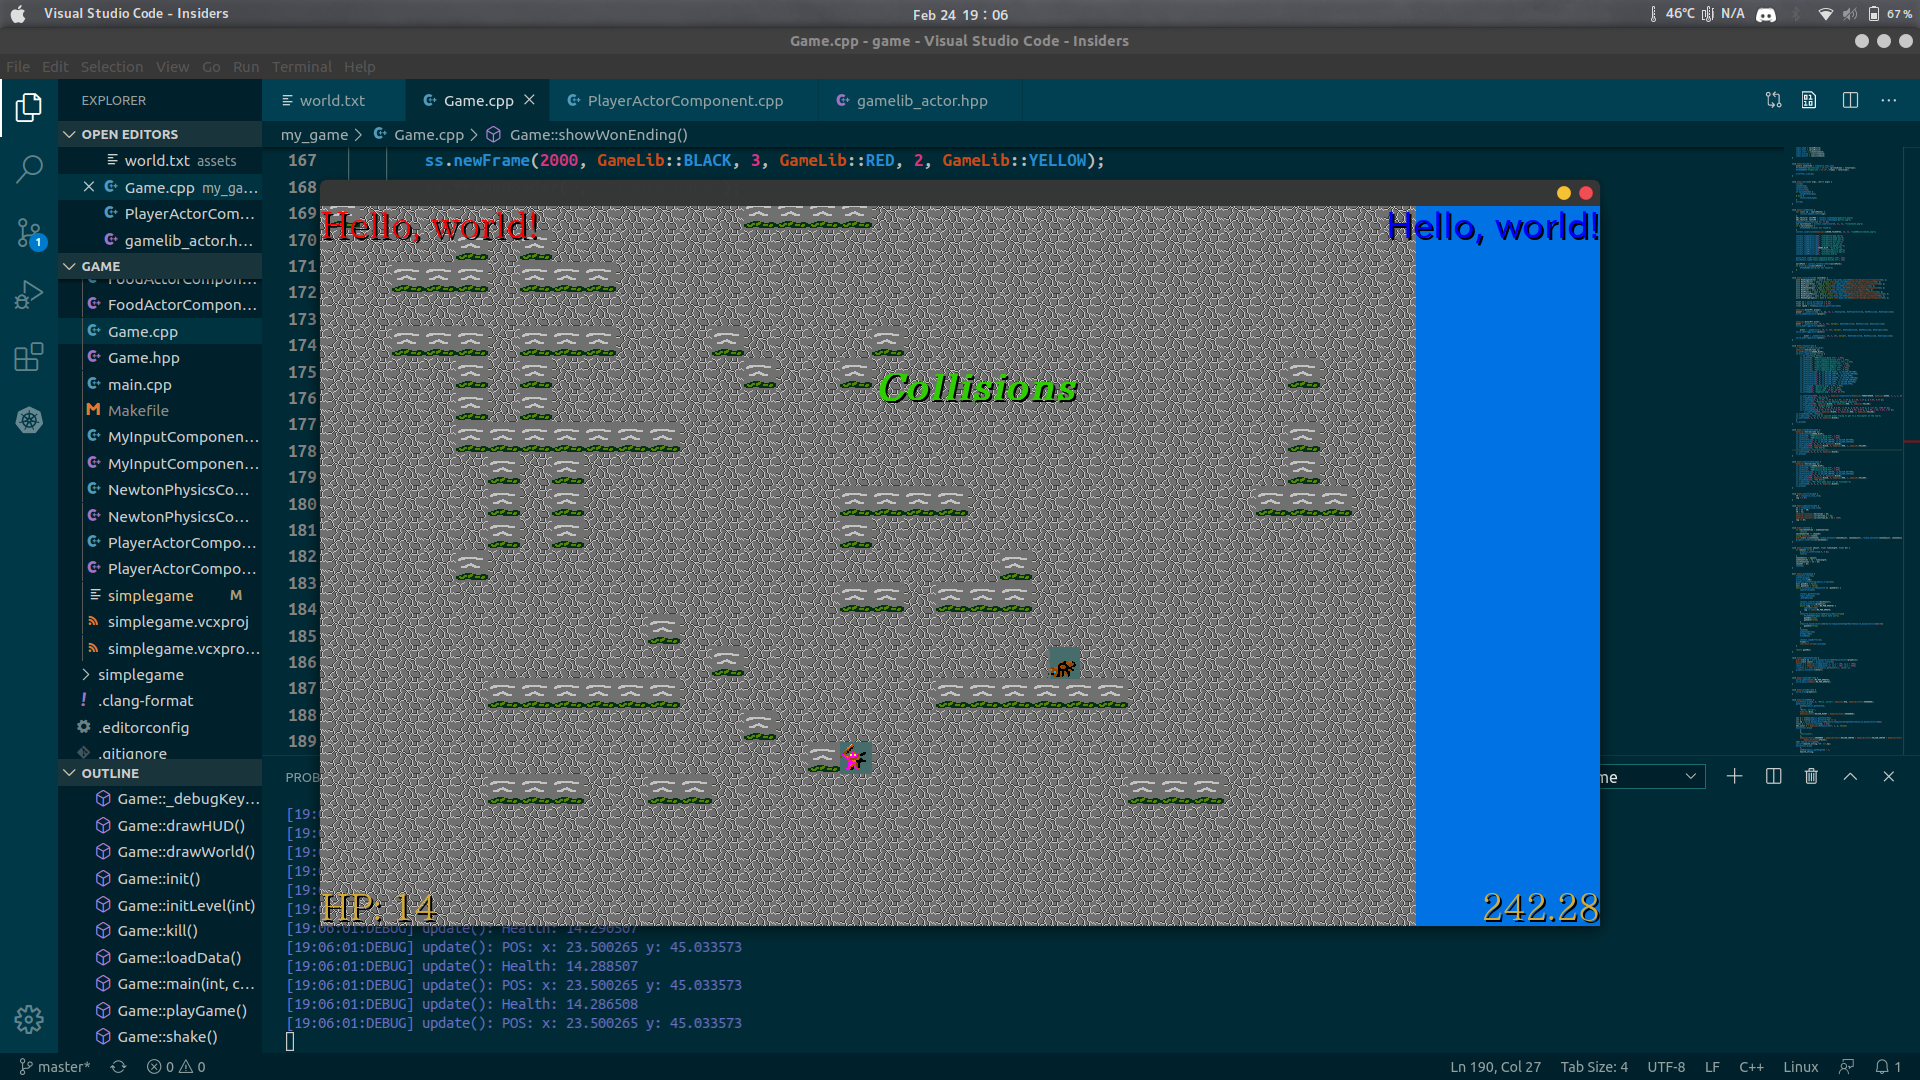 Visual Studio Code - Insiders
Feb 24 19 : 06
46°C N/A 67 %
Game.cpp - game - Visual Studio Code - Insiders
File Edit Selection View Go Run Terminal Help
EXPLORER
world.txt Game.cpp PlayerActorComponent.cpp gamelib_actor.hpp
OPEN EDITORS
my_game > Game.cpp > Game::showWonEnding()
world.txt assets
Game.cpp my_ga...
PlayerActorCom...
gamelib_actor.h...
GAME
FoodActorCompon...
FoodActorCompon...
Game.cpp
Game.hpp
main.cpp
Makefile
MyInputComponen...
MyInputComponen...
NewtonPhysicsCo...
NewtonPhysicsCo...
PlayerActorCompo...
PlayerActorCompo...
simplegame M
simplegame.vcxproj
simplegame.vcxpro...
simplegame
.clang-format
.editorconfig
.gitignore
OUTLINE
Game::_debugKey...
Game::drawHUD()
Game::drawWorld()
Game::init()
Game::initLevel(int)
Game::kill()
Game::loadData()
Game::main(int, c...
Game::playGame()
Game::shake()
1
167 ss.newFrame(2000, GameLib::BLACK, 3, GameLib::RED, 2, GameLib::YELLOW);
168
169
170
171
172
173
174
175
176
177
178
179
180
181
182
183
184
185
186
187
188
189
Hello, world!
Hello, world!
Collisions
HP: 14
242.28
PROB
me
[19:
[19:
[19:
[19:
[19:
[19:
[19:06:01:DEBUG] update(): Health: 14.290507
[19:06:01:DEBUG] update(): POS: x: 23.500265 y: 45.033573
[19:06:01:DEBUG] update(): Health: 14.288507
[19:06:01:DEBUG] update(): POS: x: 23.500265 y: 45.033573
[19:06:01:DEBUG] update(): Health: 14.286508
[19:06:01:DEBUG] update(): POS: x: 23.500265 y: 45.033573
master* 0 0
Ln 190, Col 27 Tab Size: 4 UTF-8 LF C++ Linux 1